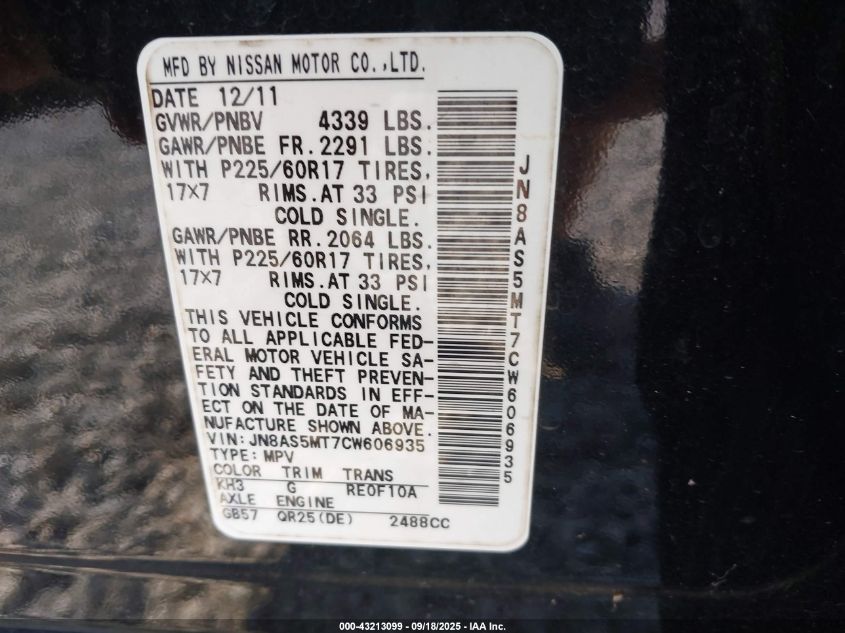 MFD BY NISSAN MOTOR CO.,LTD.
DATE 12/11
GVWR/PNBV 4339 LBS.
GAWR/PNBE FR.2291 LBS.
WITH P225/60R17 TIRES,
17X7 RIMS.AT 33 PSI
COLD SINGLE.
GAWR/PNBE RR.2064 LBS.
WITH P225/60R17 TIRES,
17X7 RIMS.AT 33 PSI
COLD SINGLE.
THIS VEHICLE CONFORMS
TO ALL APPLICABLE FED-
ERAL MOTOR VEHICLE SA-
FETY AND THEFT PREVEN-
TION STANDARDS IN EFF-
ECT ON THE DATE OF MA-
NUFACTURE SHOWN ABOVE.
VIN:JN8AS5MT7CW606935
TYPE:MPV
COLOR TRIM TRANS
KH3 G RE0F10A
AXLE ENGINE
GB57 QR25(DE) 2488CC
JN8AS5MT7CW606935
000-43213099 - 09/18/2025 - IAA Inc.